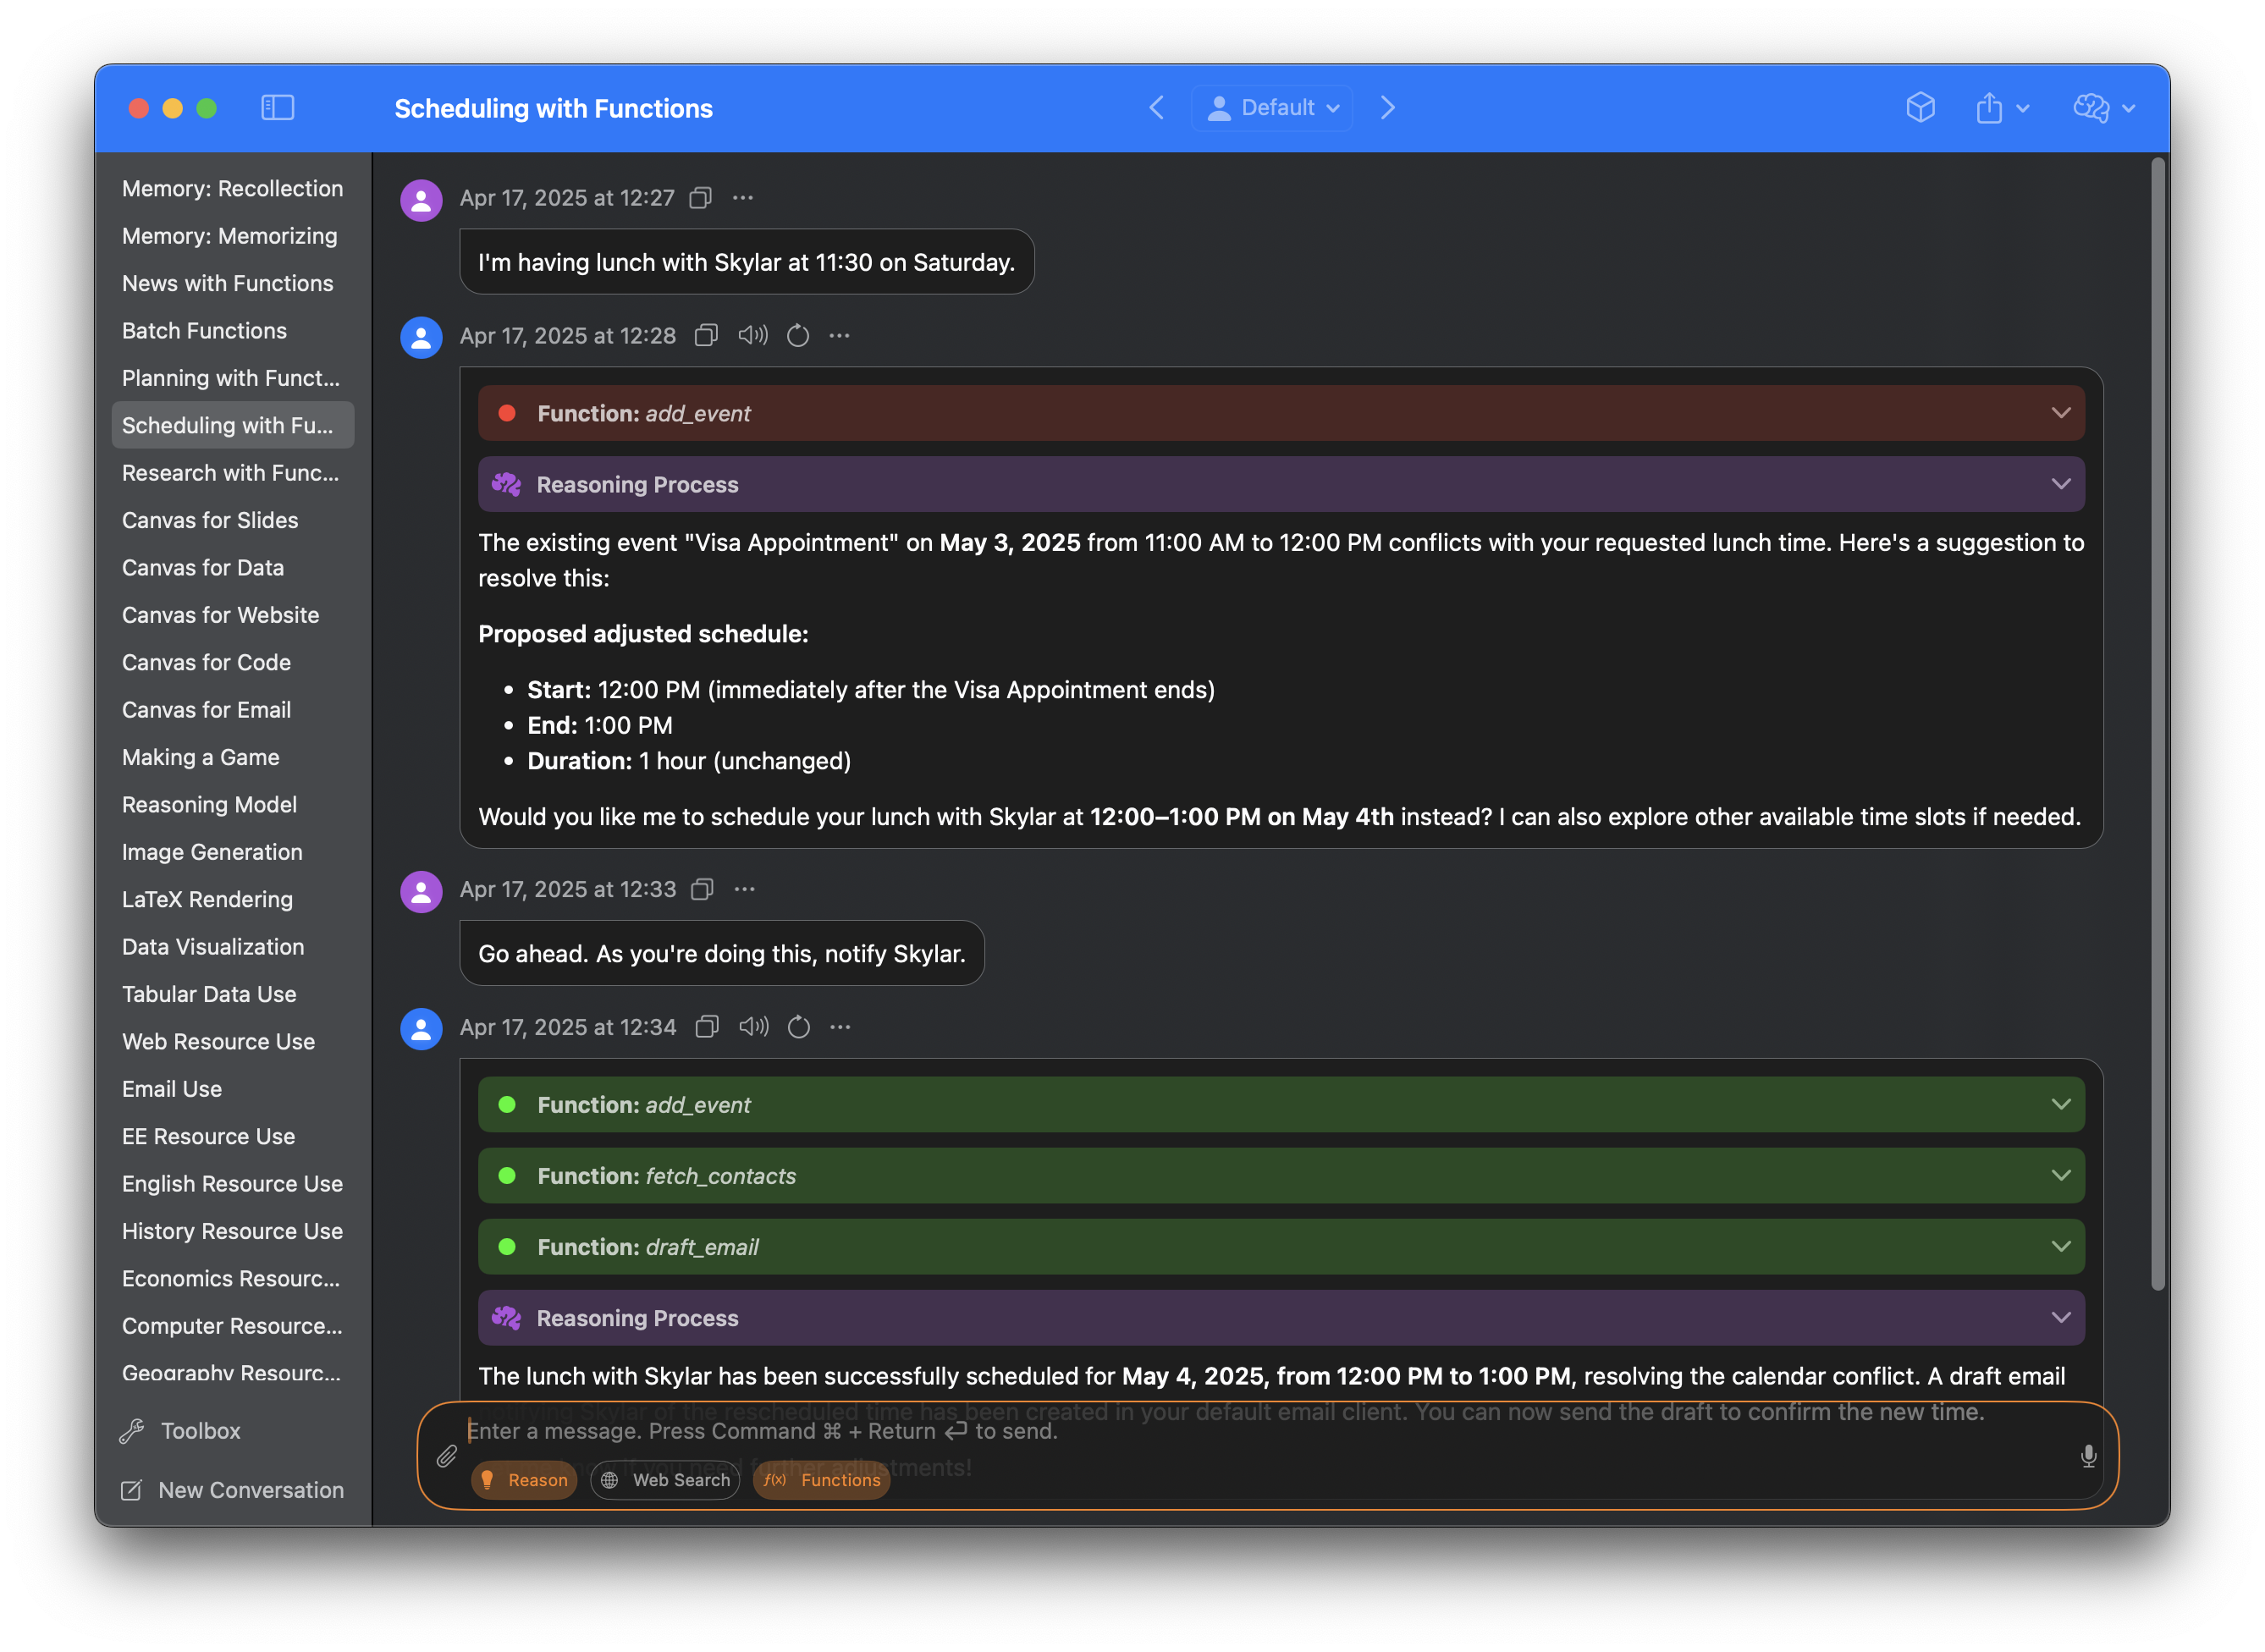 Scheduling with Functions
Default
Memory: Recollection
Memory: Memorizing
News with Functions
Batch Functions
Planning with Funct...
Scheduling with Fu...
Research with Func...
Canvas for Slides
Canvas for Data
Canvas for Website
Canvas for Code
Canvas for Email
Making a Game
Reasoning Model
Image Generation
LaTeX Rendering
Data Visualization
Tabular Data Use
Web Resource Use
Email Use
EE Resource Use
English Resource Use
History Resource Use
Economics Resourc...
Computer Resource...
Geography Resourc...
Toolbox
New Conversation
Apr 17, 2025 at 12:27
I'm having lunch with Skylar at 11:30 on Saturday.
Apr 17, 2025 at 12:28
Function: add_event
Reasoning Process
The existing event "Visa Appointment" on May 3, 2025 from 11:00 AM to 12:00 PM conflicts with your requested lunch time. Here's a suggestion to
resolve this:
Proposed adjusted schedule:
• Start: 12:00 PM (immediately after the Visa Appointment ends)
• End: 1:00 PM
• Duration: 1 hour (unchanged)
Would you like me to schedule your lunch with Skylar at 12:00–1:00 PM on May 4th instead? I can also explore other available time slots if needed.
Apr 17, 2025 at 12:33
Go ahead. As you're doing this, notify Skylar.
Apr 17, 2025 at 12:34
Function: add_event
Function: fetch_contacts
Function: draft_email
Reasoning Process
The lunch with Skylar has been successfully scheduled for May 4, 2025, from 12:00 PM to 1:00 PM, resolving the calendar conflict. A draft email
Skylar of the rescheduled time has been created in your default email client. You can now send the draft to confirm the new time.
Enter a message. Press Command ⌘ + Return ↩ to send.
know if you need further adjustments!
Reason
Web Search
f(x) Functions